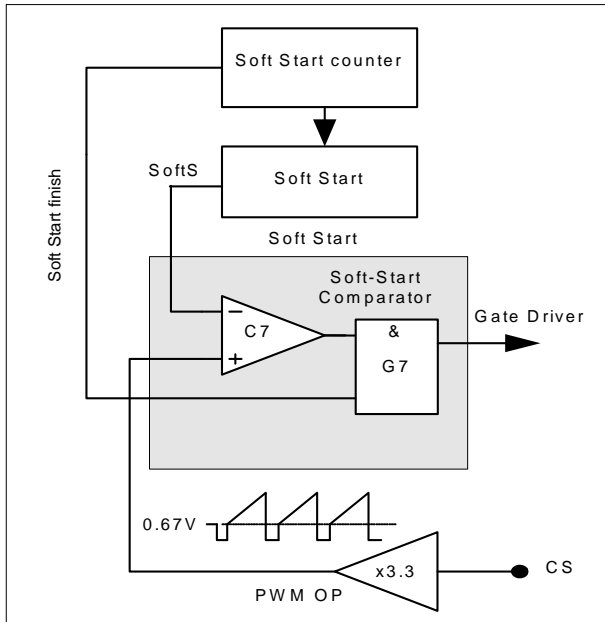 Soft Start counter
SoftS
Soft Start
Soft Start finish
Soft Start
Soft-Start
Comparator
Gate Driver
−
C7
+
&
G7
0.67V
x3.3
CS
PWM OP